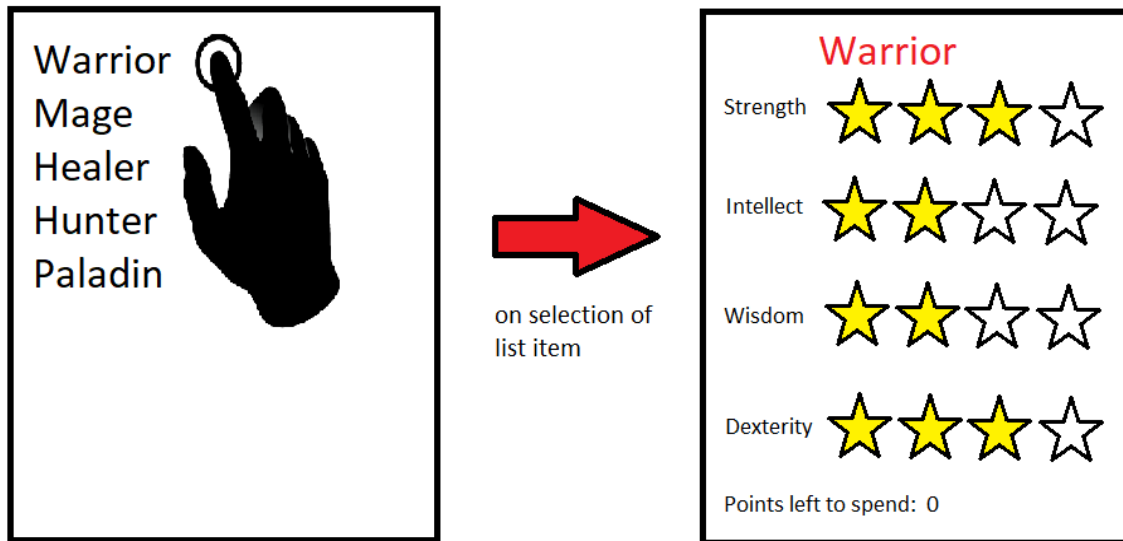 Warrior
Mage
Healer
Hunter
Paladin
on selection of
list item
Warrior
Strength
Intellect
Wisdom
Dexterity
Points left to spend: 0